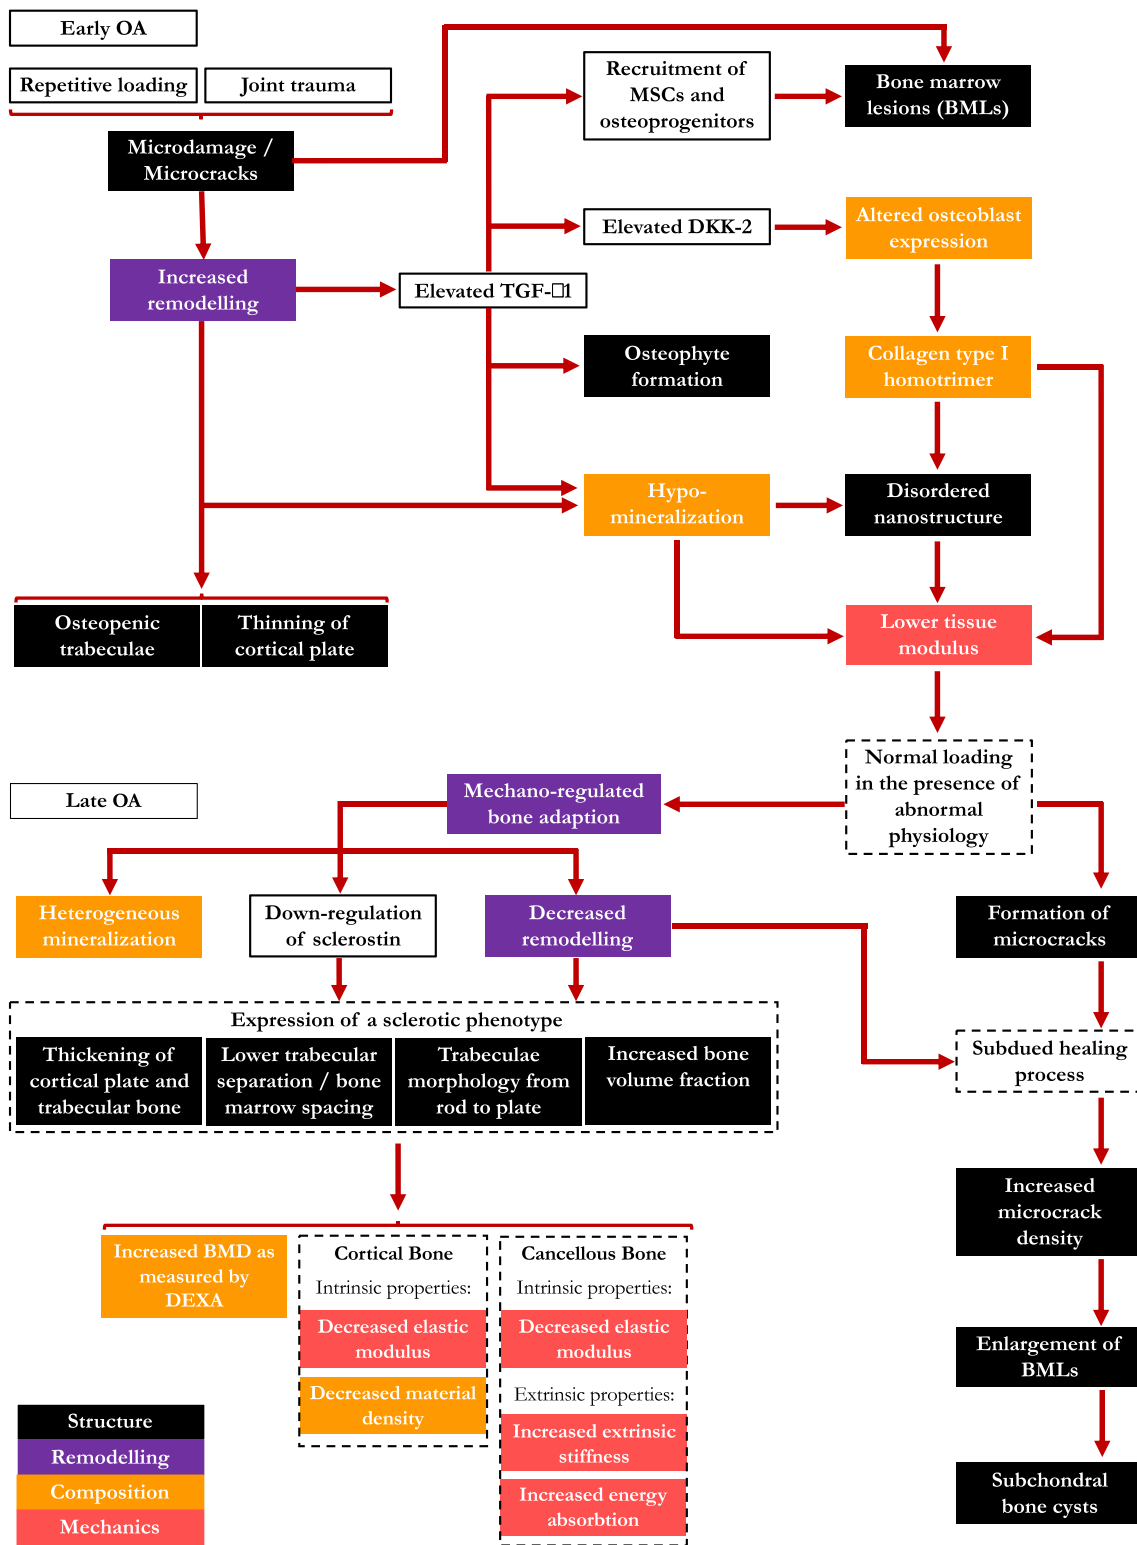 Early OA
Repetitive loading
Joint trauma
Microdamage /
Microcracks
Recruitment of
MSCs and
osteoprogenitors
Bone marrow
lesions (BMLs)
Elevated DKK-2
Altered osteoblast
expression
Increased
remodelling
Elevated TGF-□1
Osteophyte
formation
Collagen type I
homotrimer
Hypo-
mineralization
Disordered
nanostructure
Osteopenic
trabeculae
Thinning of
cortical plate
Lower tissue
modulus
Normal loading
in the presence of
abnormal
physiology
Late OA
Mechano-regulated
bone adaption
Heterogeneous
mineralization
Down-regulation
of sclerostin
Decreased
remodelling
Formation of
microcracks
Expression of a sclerotic phenotype
Thickening of
cortical plate and
trabecular bone
Lower trabecular
separation / bone
marrow spacing
Trabeculae
morphology from
rod to plate
Increased bone
volume fraction
Subdued healing
process
Increased
microcrack
density
Increased BMD as
measured by
DEXA
Cortical Bone
Intrinsic properties:
Decreased elastic
modulus
Decreased material
density
Cancellous Bone
Intrinsic properties:
Decreased elastic
modulus
Extrinsic properties:
Increased extrinsic
stiffness
Increased energy
absorbtion
Enlargement of
BMLs
Subchondral
bone cysts
Structure
Remodelling
Composition
Mechanics